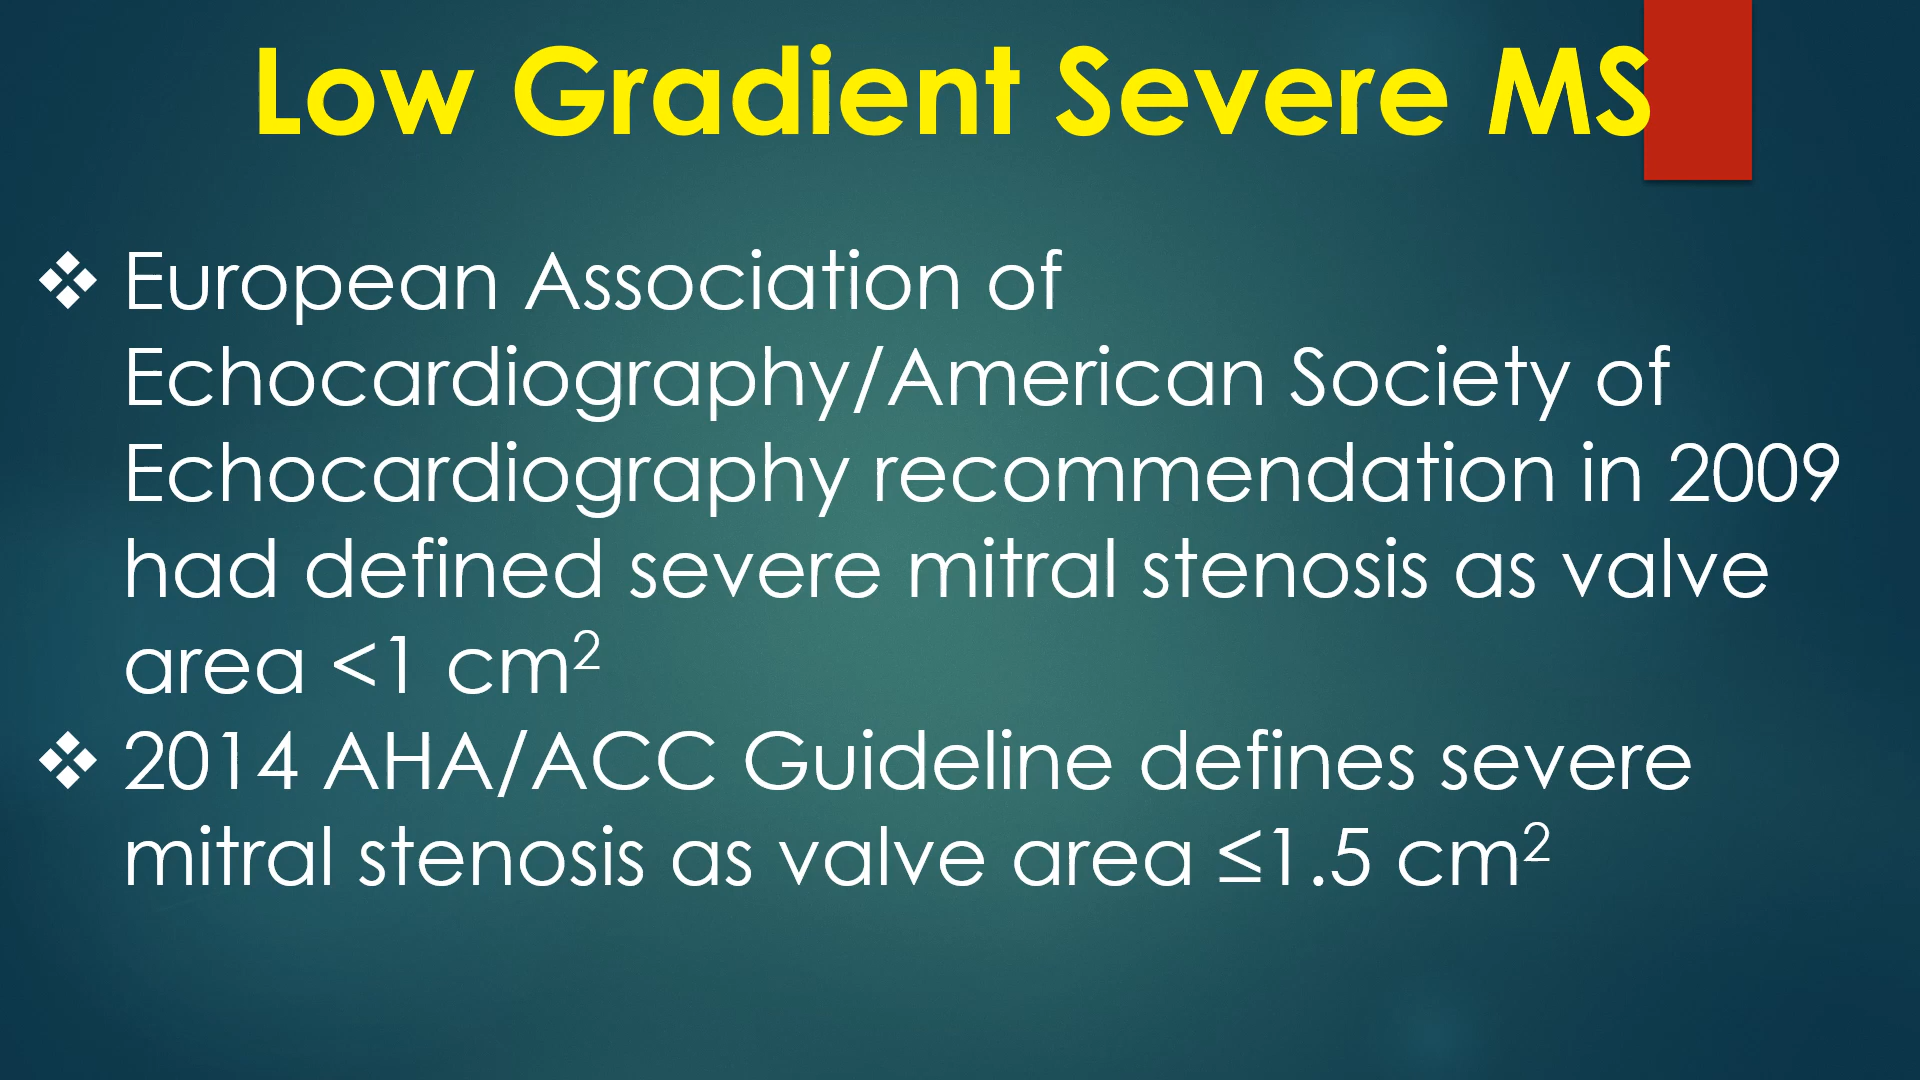 Low Gradient Severe MS
❖ European Association of
Echocardiography/American Society of
Echocardiography recommendation in 2009
had defined severe mitral stenosis as valve
area <1 cm²
❖ 2014 AHA/ACC Guideline defines severe
mitral stenosis as valve area ≤1.5 cm²